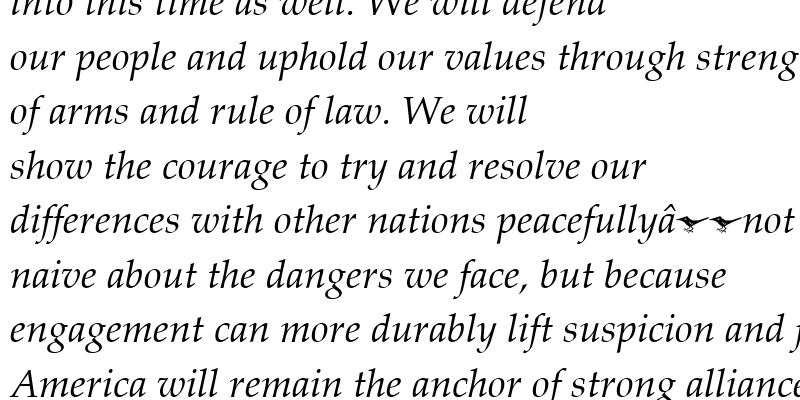 into this time as well. We will defend
our people and uphold our values through streng
of arms and rule of law. We will
show the courage to try and resolve our
differences with other nations peacefullyânot
naive about the dangers we face, but because
engagement can more durably lift suspicion and f
America will remain the anchor of strong alliance